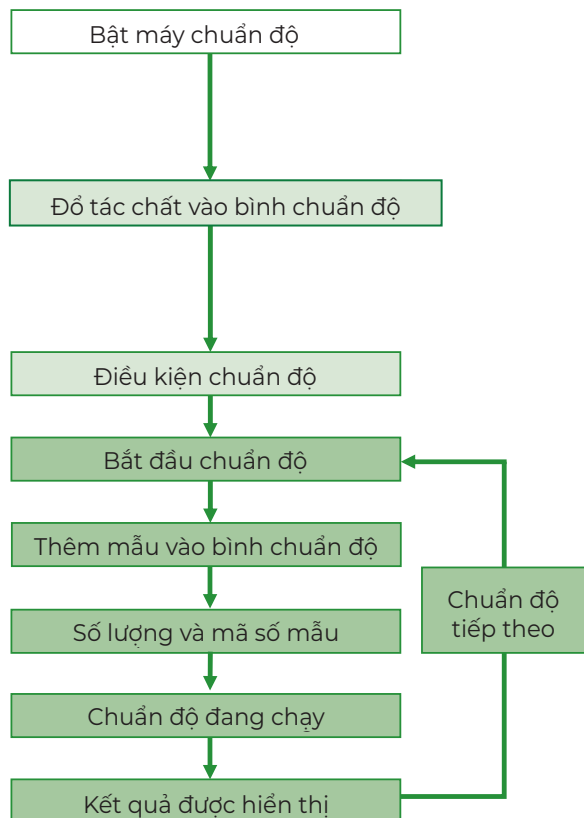 Bật máy chuẩn độ
Đổ tác chất vào bình chuẩn độ
Điều kiện chuẩn độ
Bắt đầu chuẩn độ
Thêm mẫu vào bình chuẩn độ
Số lượng và mã số mẫu
Chuẩn độ đang chạy
Kết quả được hiển thị
Chuẩn độ
tiếp theo